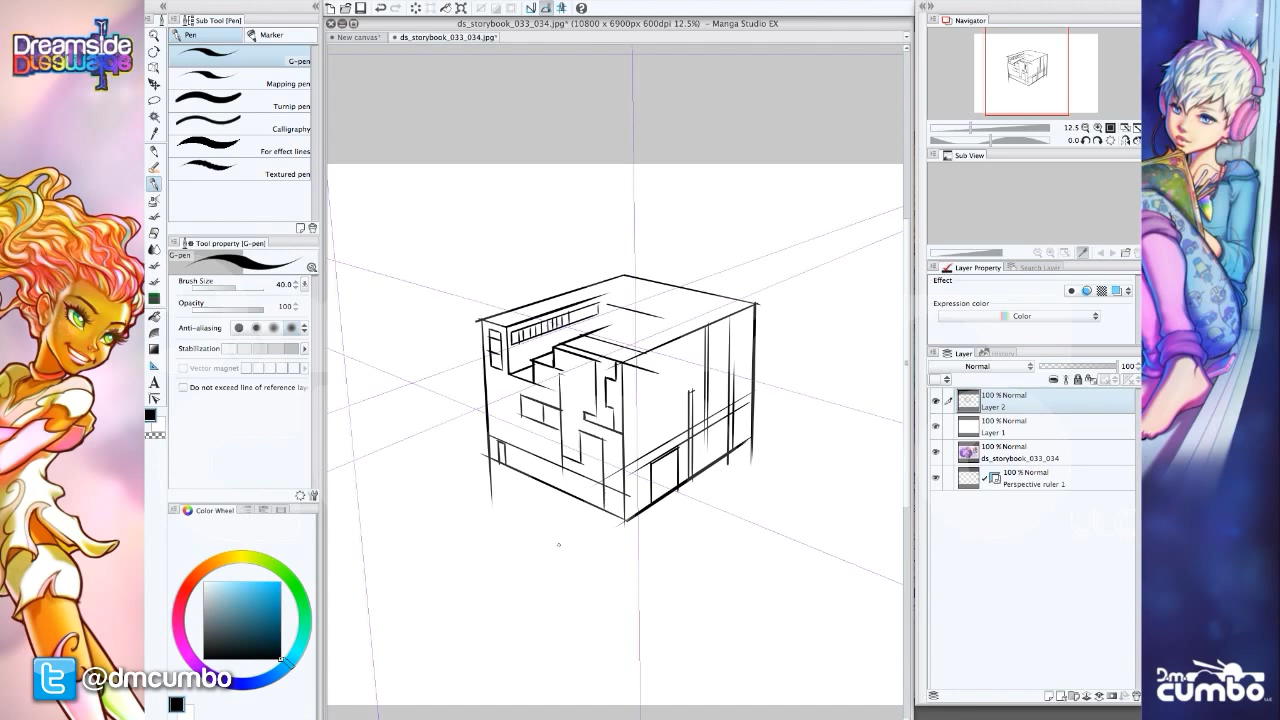 Dreamside
Dreamside
Sub Tool [Pen]
Pen
Marker
G-pen
Mapping pen
Turnip pen
Calligraphy
For effect lines
Textured pen
Tool property [G-pen]
G-pen
Brush Size
40.0
Opacity
100
Anti-aliasing
Stabilization
Vector magnet
Do not exceed line of reference lay
Color Wheel
@dmcumbo
ds_storybook_033_034.jpg* (10800 x 6900px 600dpi 12.5%) – Manga Studio EX
New canvas*
ds_storybook_033_034.jpg*
Navigator
12.5
0.0
Sub View
Layer Property
Search Layer
Effect
Expression color
Color
Layer
History
Normal
100
100 % Normal
Layer 2
100 % Normal
Layer 1
100 % Normal
ds_storybook_033_034
100 % Normal
Perspective ruler 1
D.m.
cumbo